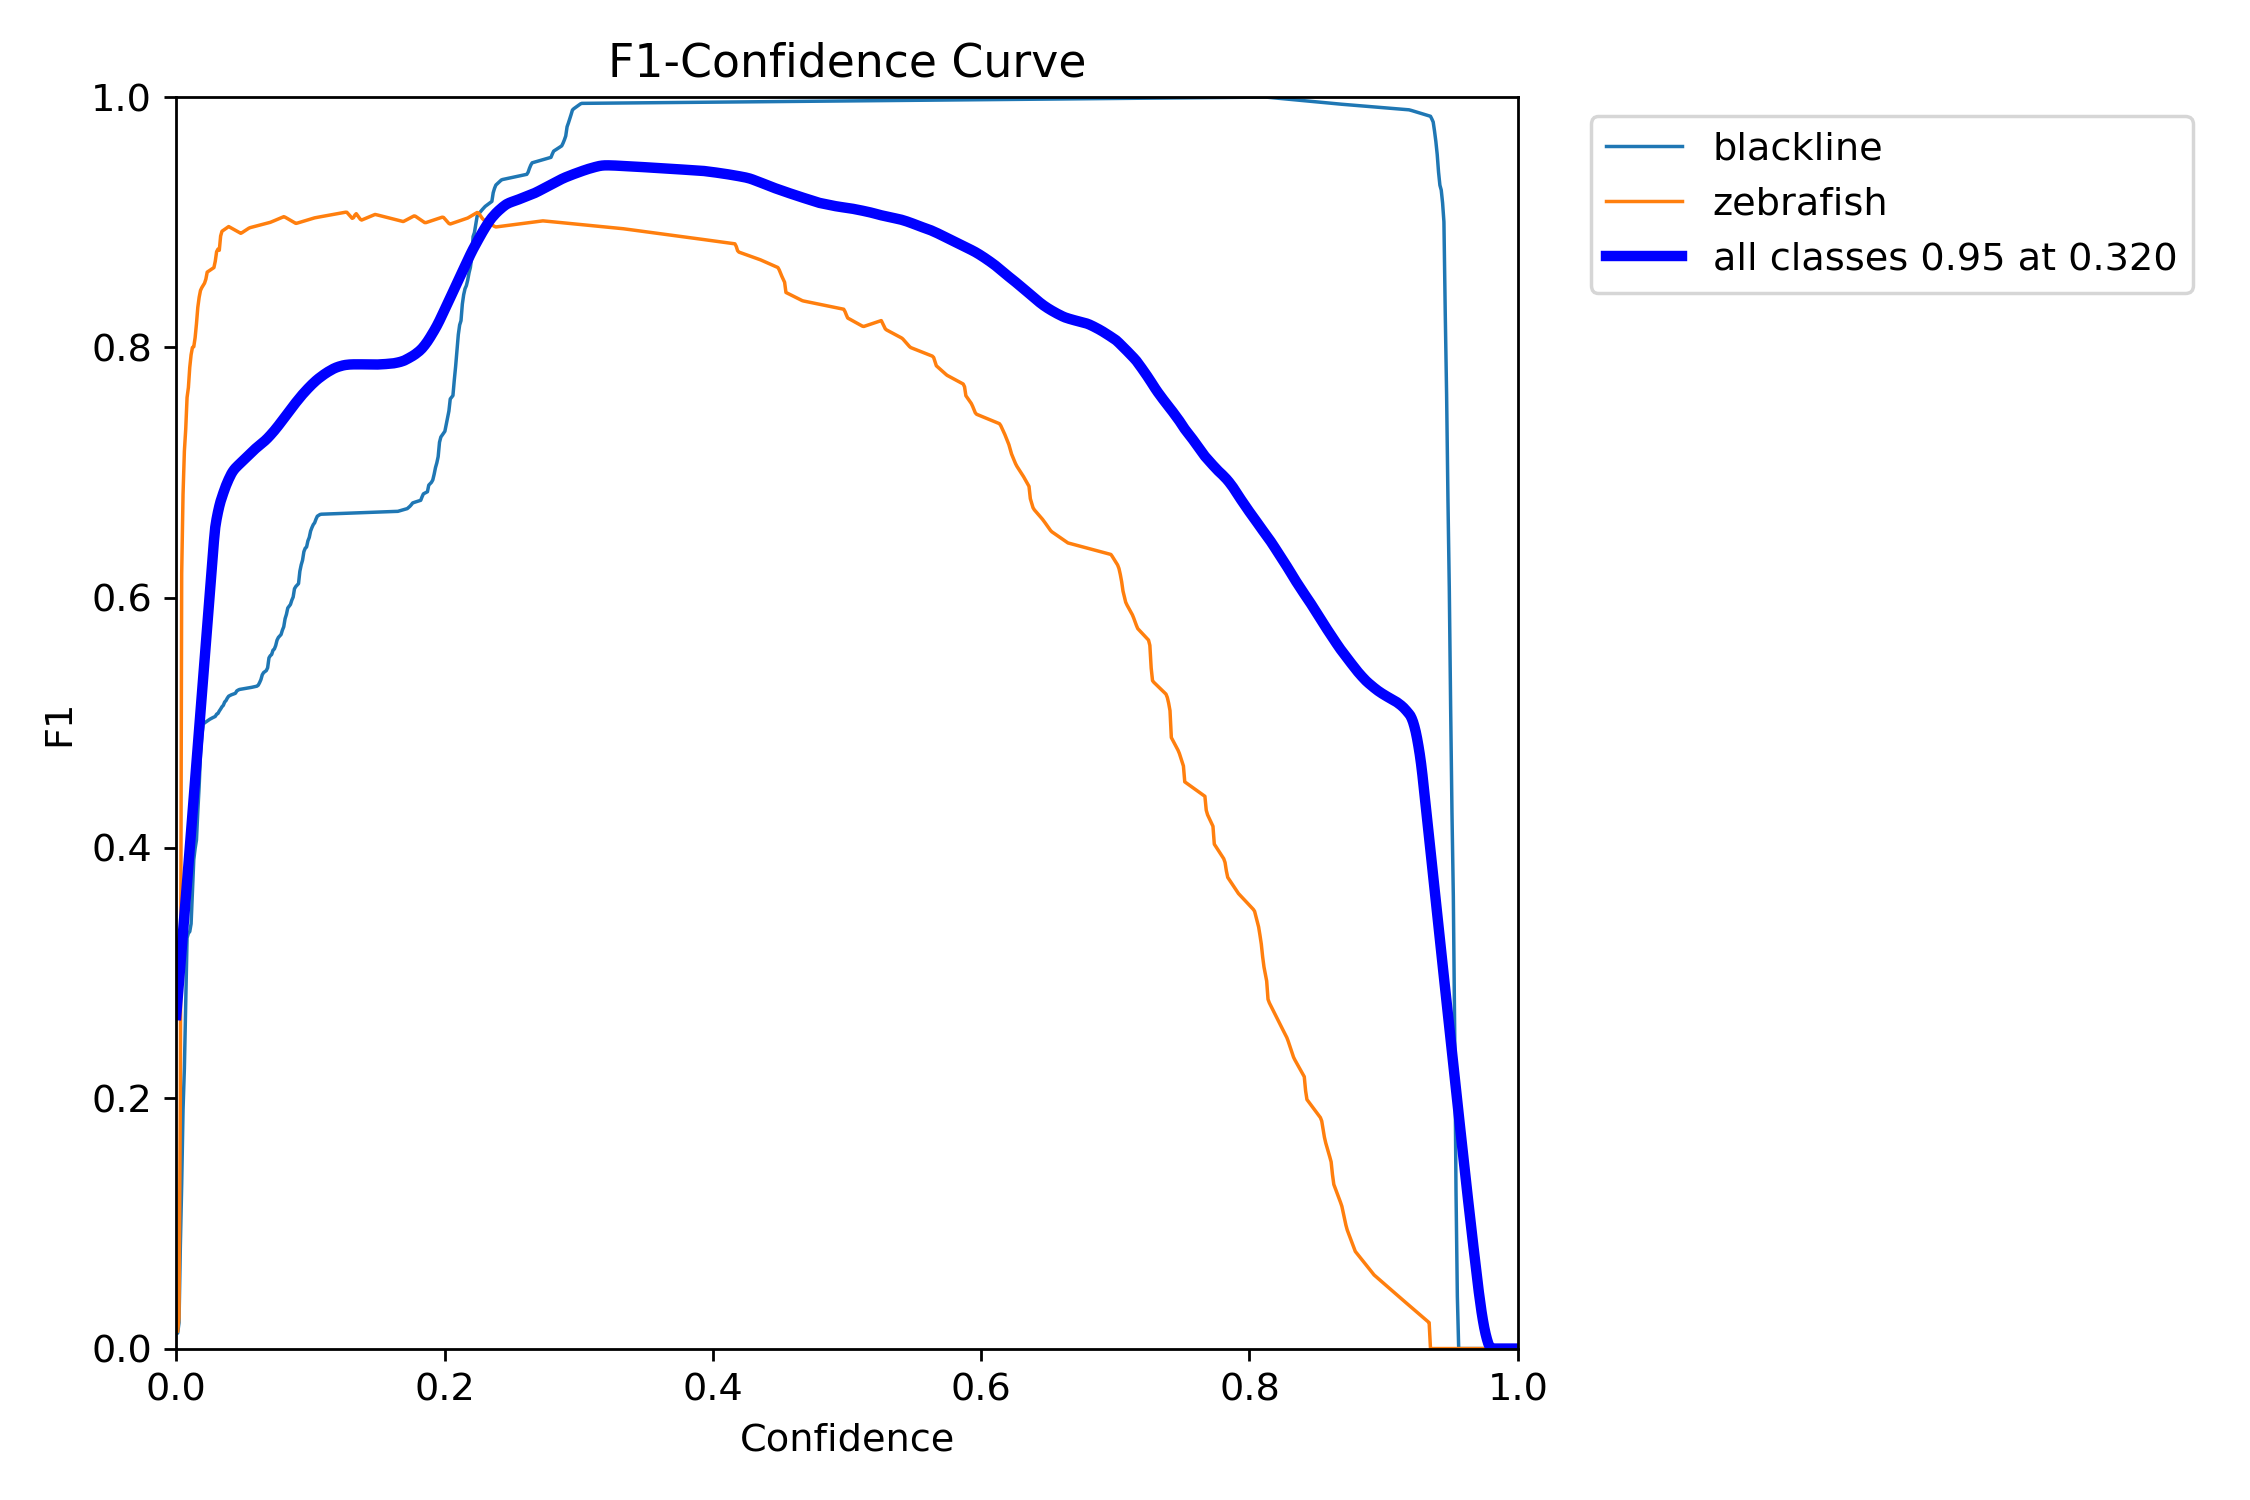 F1-Confidence Curve
1.0
0.8
0.6
0.4
0.2
0.0
F1
0.0 0.2 0.4 0.6 0.8 1.0
Confidence
blackline
zebrafish
all classes 0.95 at 0.320